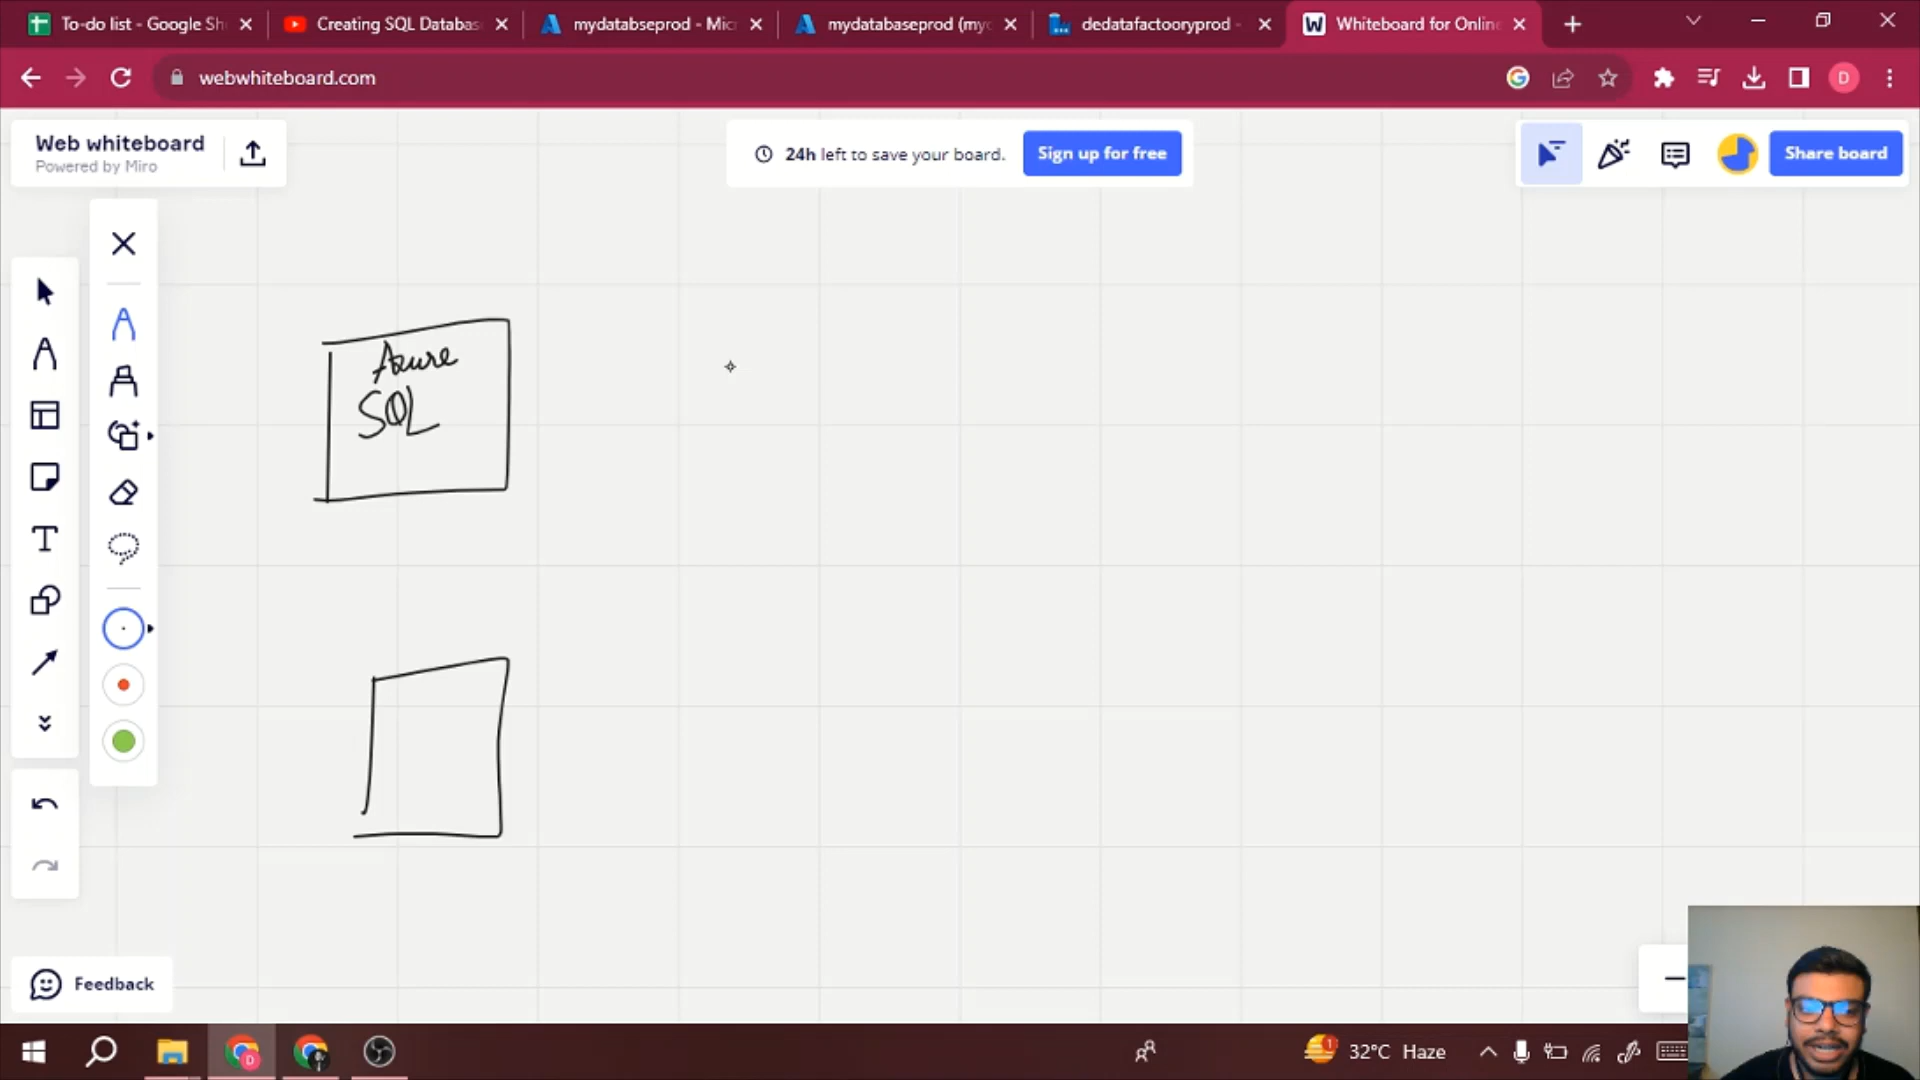 To-do list - Google Sh
Creating SQL Databas
mydatabseprod - Mic
mydatabaseprod (my
dedatafactooryprod -
Whiteboard for Onlin
webwhiteboard.com
D
Web whiteboard
Powered by Miro
24h left to save your board.
Sign up for free
Share board
Azure
SQL
T
Feedback
1
32°C Haze